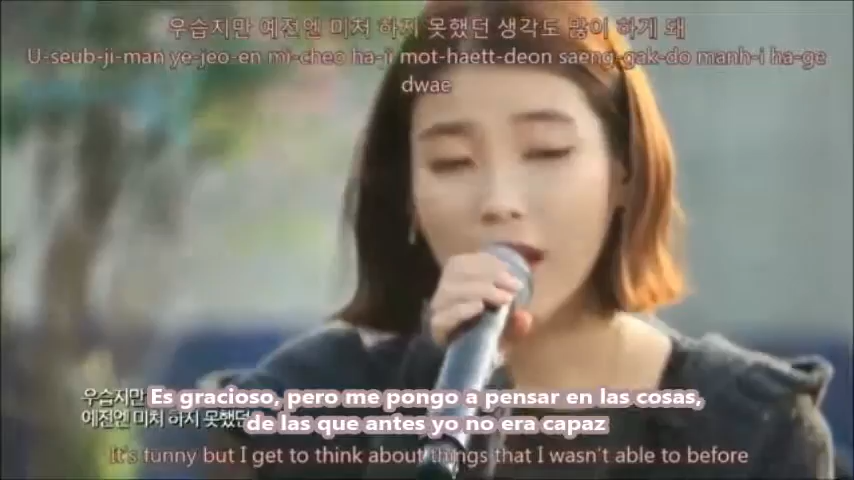 우습지만 예전엔 미처 하지 못했던 생각도 많이 하게 돼
U-seub-ji-man ye-jeo-en mi-cheo ha-ji mot-haett-deon saeng-gak-do manh-i ha-ge
dwae
우습지만
예전엔 미처 하지 못했던
Es gracioso, pero me pongo a pensar en las cosas,
de las que antes yo no era capaz
It's funny but I get to think about things that I wasn't able to before